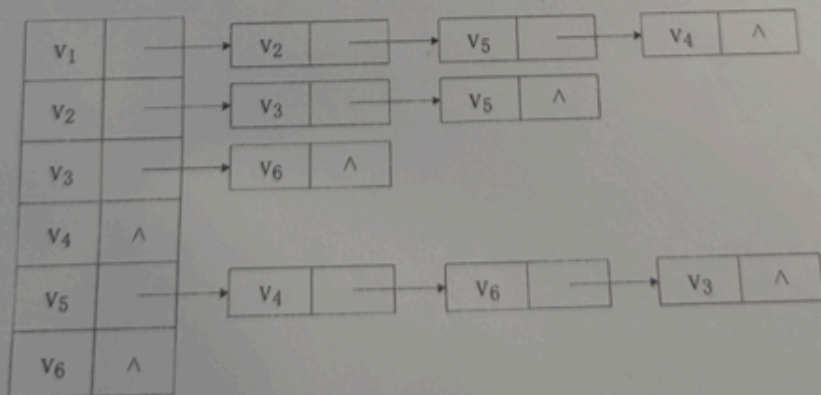 v₁ v₂ v₅ v₄ ∧
v₂ v₃ v₅ ∧
v₃ v₆ ∧
v₄ ∧
v₅ v₄ v₆ v₃ ∧
v₆ ∧